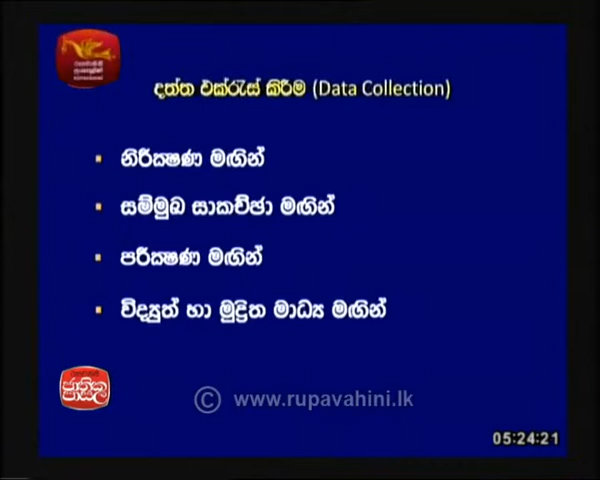 දත්ත එක්රැස් කිරීම (Data Collection)
▪ නිරීක්‍ෂණ මඟින්
▪ සම්මුඛ සාකච්ඡා මඟින්
▪ පරීක්‍ෂණ මඟින්
▪ විද්‍යුත් හා මුද්‍රිත මාධ්‍ය මඟින්
ජාතික
පාසල
© www.rupavahini.lk
05:24:21